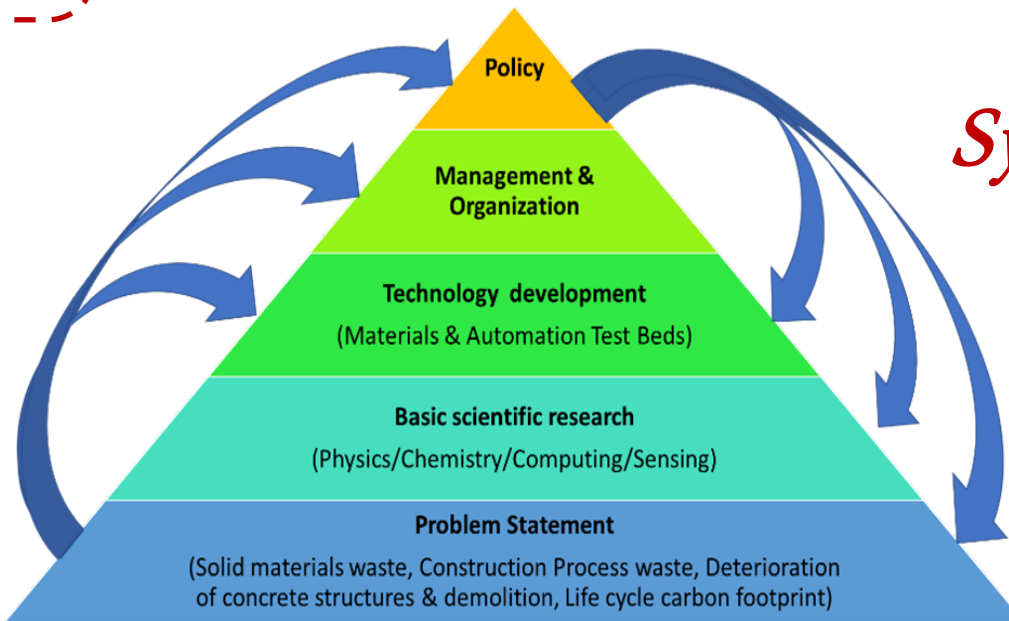 Policy
Sy
Management &
Organization
Technology  development
(Materials & Automation Test Beds)
Basic scientific research
(Physics/Chemistry/Computing/Sensing)
Problem Statement
(Solid materials waste, Construction Process waste, Deterioration
of concrete structures & demolition, Life cycle carbon footprint)